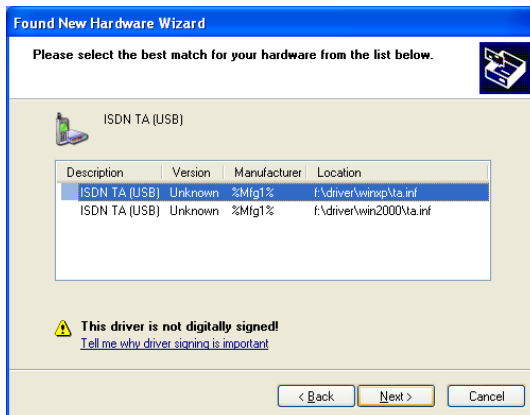 Found New Hardware Wizard
Please select the best match for your hardware from the list below.
ISDN TA (USB)
Description Version Manufacturer Location
ISDN TA (USB) Unknown %Mfg1% f:\driver\winxp\ta.inf
ISDN TA (USB) Unknown %Mfg1% f:\driver\win2000\ta.inf
This driver is not digitally signed!
Tell me why driver signing is important
< Back Next > Cancel